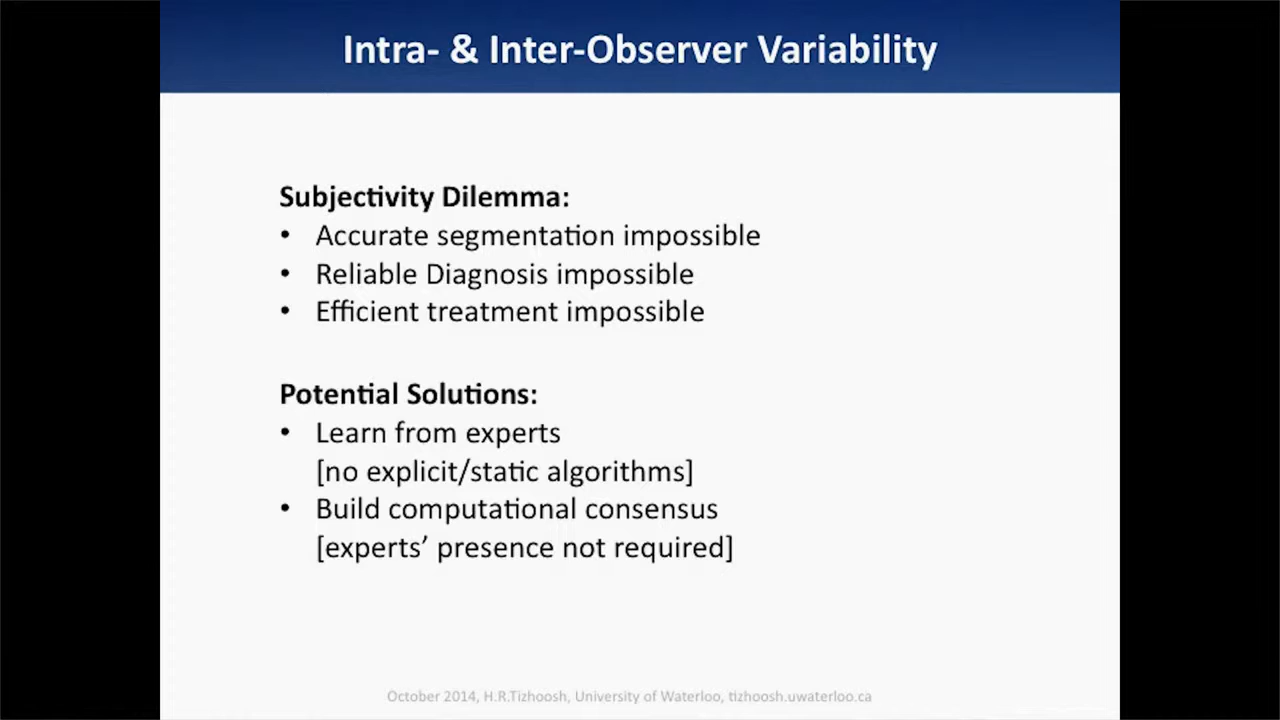 Intra- & Inter-Observer Variability
Subjectivity Dilemma:
• Accurate segmentation impossible
• Reliable Diagnosis impossible
• Efficient treatment impossible
Potential Solutions:
• Learn from experts
[no explicit/static algorithms]
• Build computational consensus
[experts’ presence not required]
October 2014, H.R.Tizhoosh, University of Waterloo, tizhoosh.uwaterloo.ca